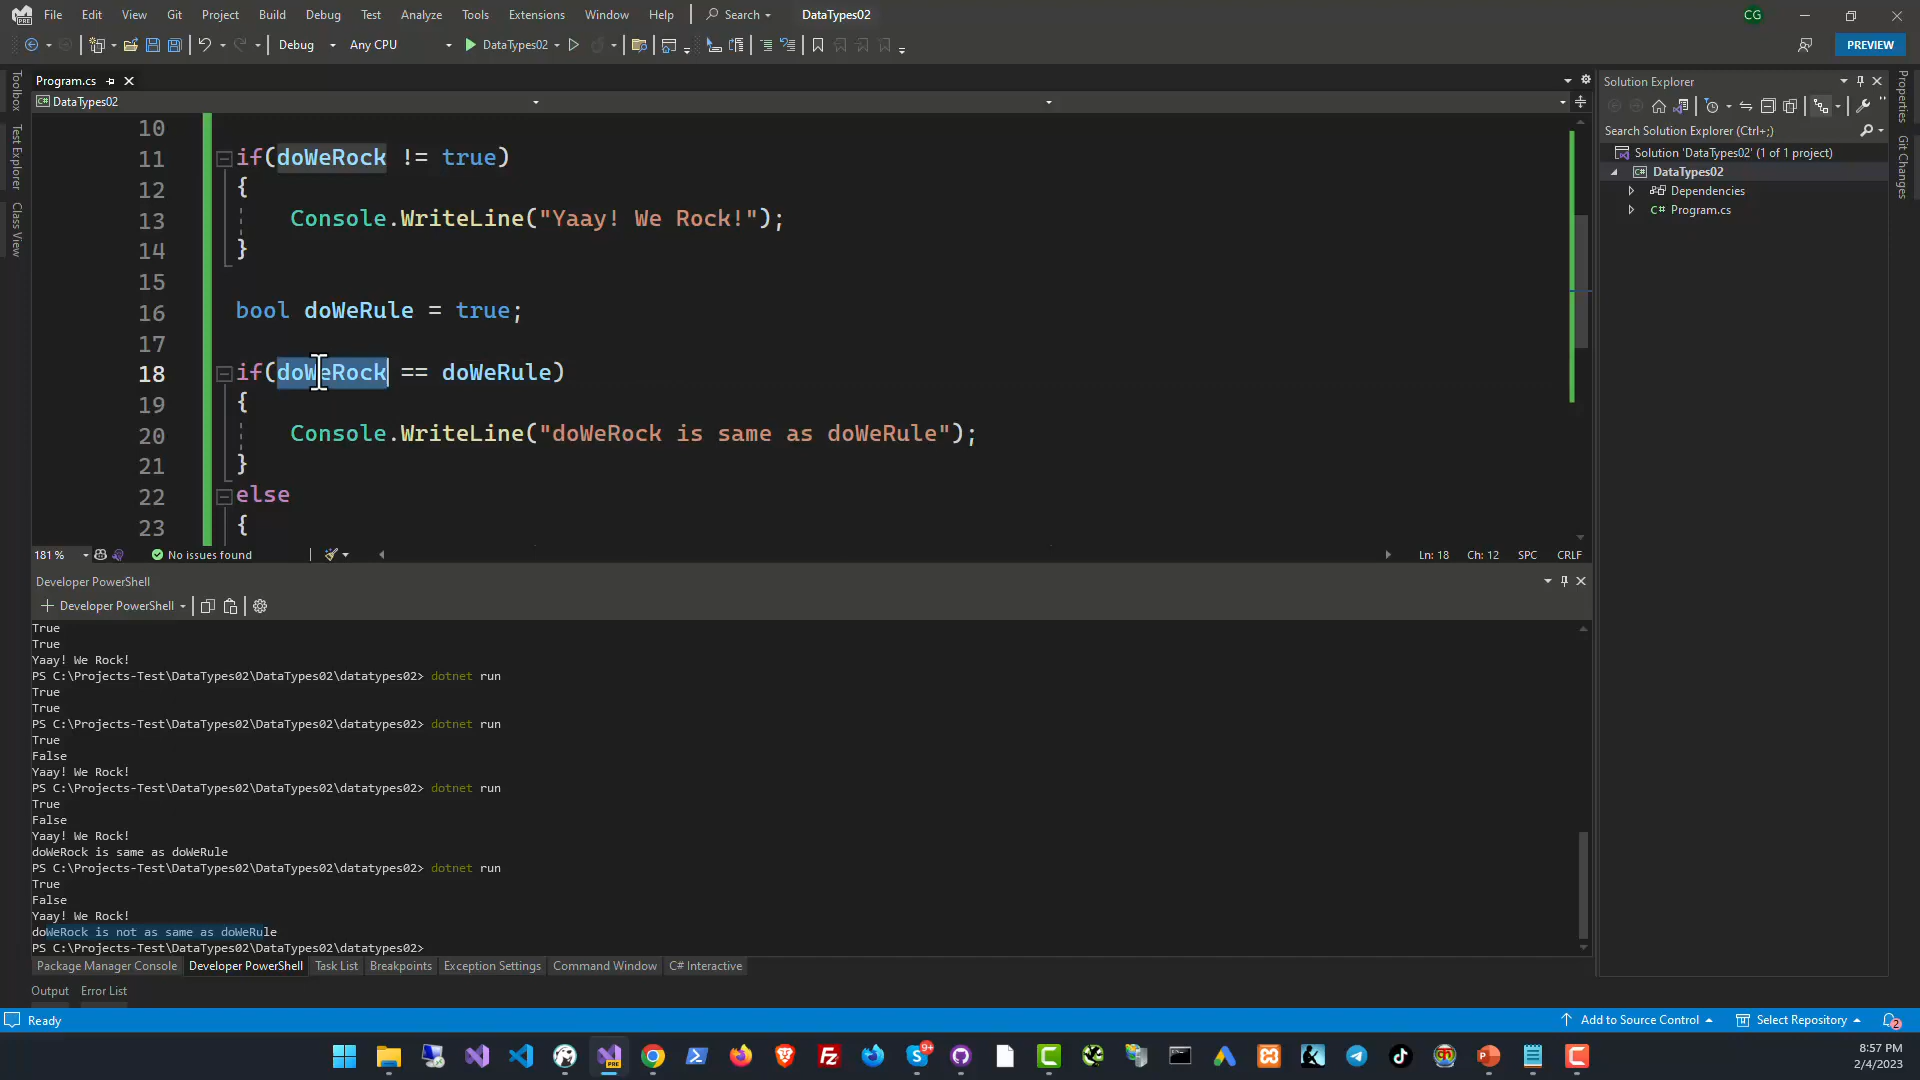 File Edit View Git Project Build Debug Test Analyze Tools Extensions Window Help Search DataTypes02 CG
Debug Any CPU DataTypes02 PREVIEW
Program.cs
DataTypes02
10
11 if(doWeRock != true)
12 {
13 Console.WriteLine("Yaay! We Rock!");
14 }
15
16 bool doWeRule = true;
17
18 if(doWeRock == doWeRule)
19 {
20 Console.WriteLine("doWeRock is same as doWeRule");
21 }
22 else
23 {
181 % No issues found Ln: 18 Ch: 12 SPC CRLF
Developer PowerShell
Developer PowerShell
True
True
Yaay! We Rock!
PS C:\Projects-Test\DataTypes02\DataTypes02\datatypes02> dotnet run
True
True
PS C:\Projects-Test\DataTypes02\DataTypes02\datatypes02> dotnet run
True
False
Yaay! We Rock!
PS C:\Projects-Test\DataTypes02\DataTypes02\datatypes02> dotnet run
True
False
Yaay! We Rock!
doWeRock is same as doWeRule
PS C:\Projects-Test\DataTypes02\DataTypes02\datatypes02> dotnet run
True
False
Yaay! We Rock!
doWeRock is not as same as doWeRule
PS C:\Projects-Test\DataTypes02\DataTypes02\datatypes02>
Package Manager Console Developer PowerShell Task List Breakpoints Exception Settings Command Window C# Interactive
Output Error List
Ready Add to Source Control Select Repository 2
Toolbox
Test Explorer
Class View
Solution Explorer
Search Solution Explorer (Ctrl+;)
Solution 'DataTypes02' (1 of 1 project)
DataTypes02
Dependencies
C# Program.cs
Properties
Git Changes
9+
8:57 PM
2/4/2023